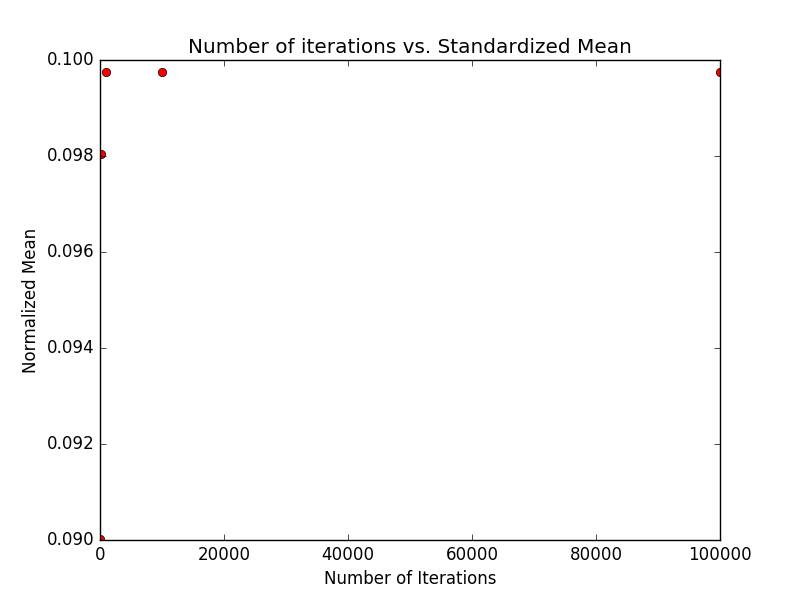 Number of iterations vs. Standardized Mean
0.100
0.098
0.096
0.094
0.092
0.090
Normalized Mean
0 20000 40000 60000 80000 100000
Number of Iterations